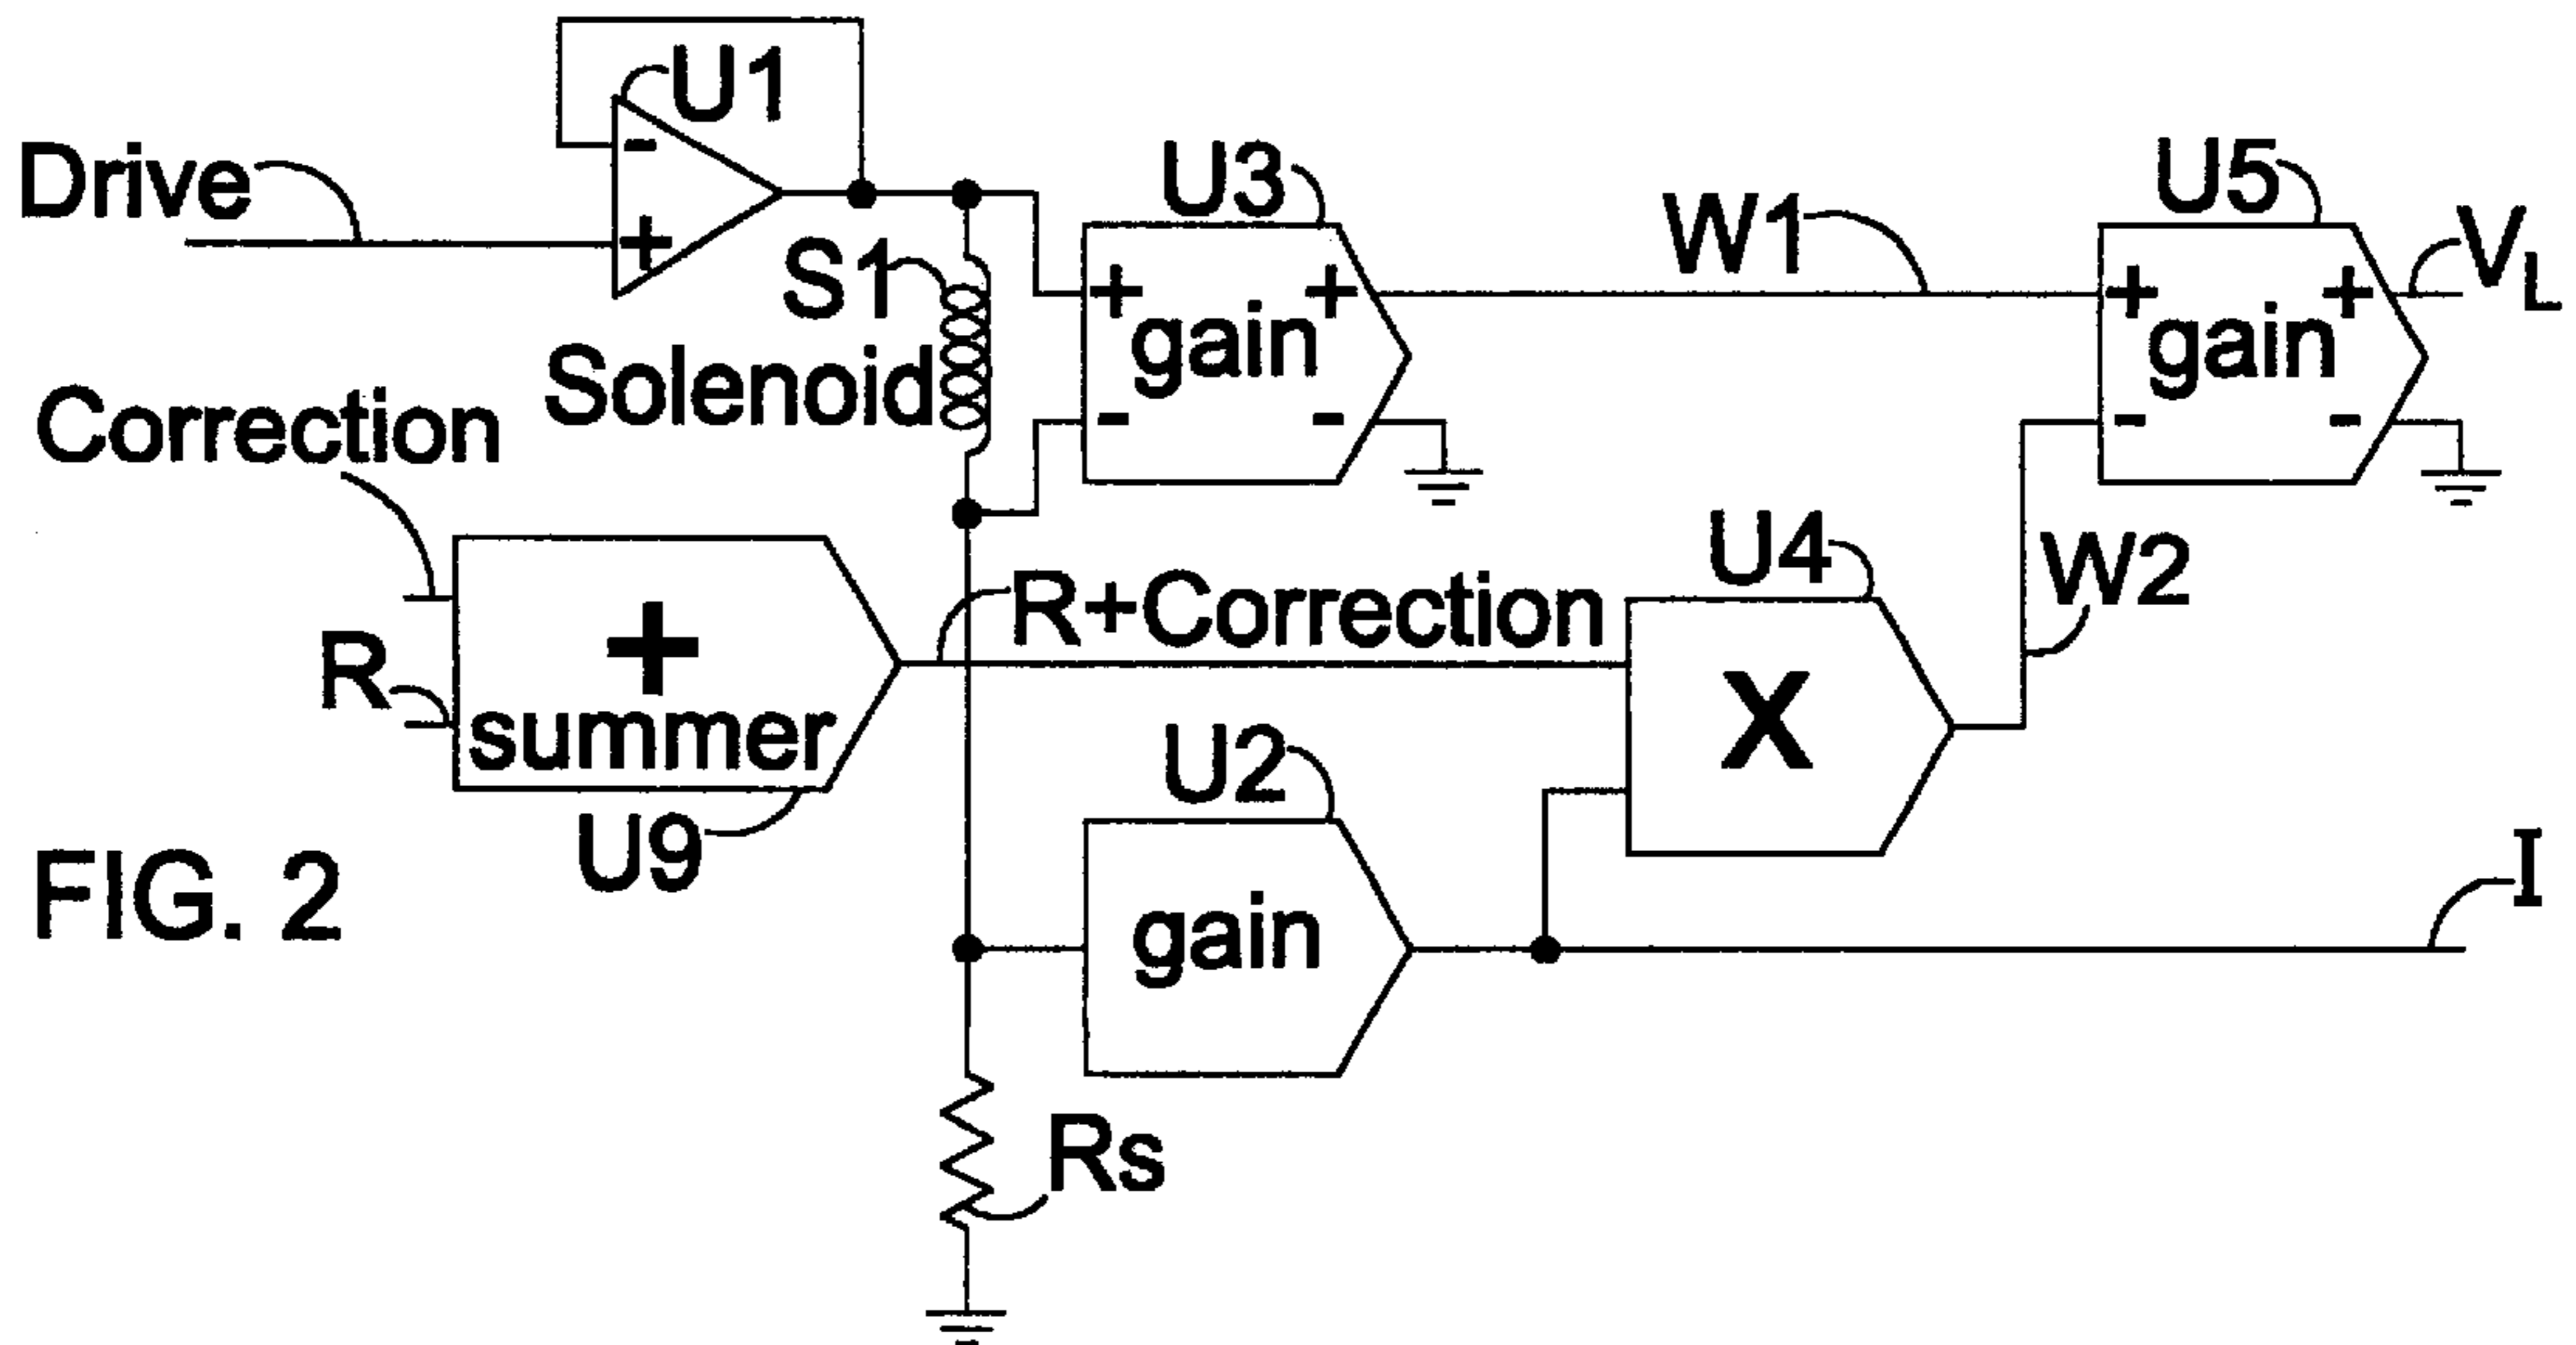 U1
-
Drive
+
U3
U5
W1
VL
S1
+ +
gain
- -
+ +
gain
- -
Solenoid
Correction
U4
W2
R+Correction
+
R
summer
X
U2
U9
I
FIG. 2
gain
Rs